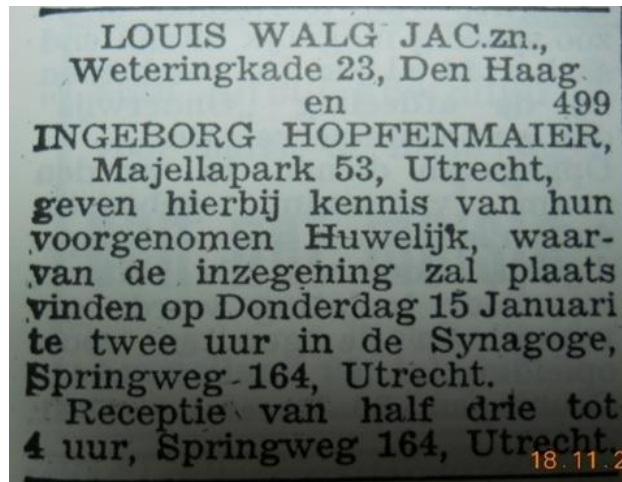 LOUIS WALG JAC.zn.,
Weteringkade 23, Den Haag
en 499
INGEBORG HOPFENMAIER,
Majellapark 53, Utrecht,
geven hierbij kennis van hun
voorgenomen Huwelijk, waar-
van de inzegening zal plaats
vinden op Donderdag 15 Januari
te twee uur in de Synagoge,
Springweg 164, Utrecht.
Receptie van half drie tot
4 uur, Springweg 164, Utrecht.
18.11.2